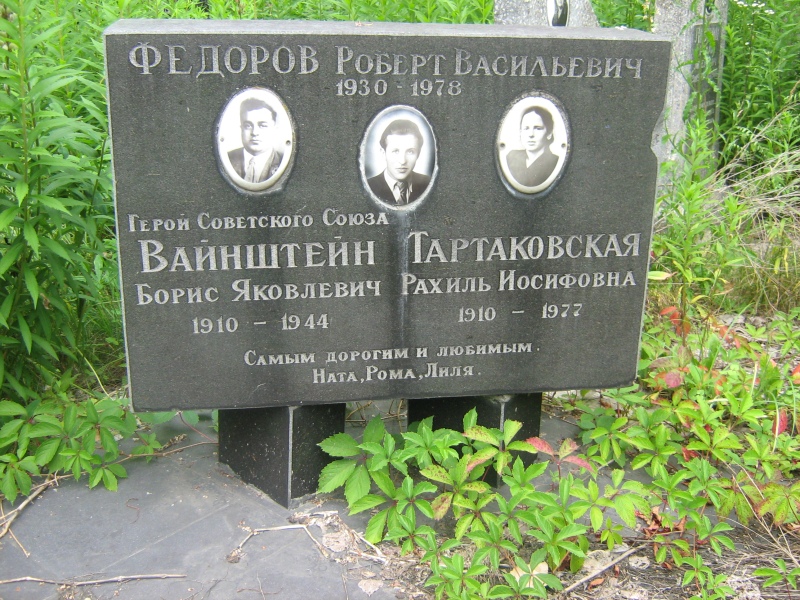 ФЕДОРОВ РОБЕРТ ВАСИЛЬЕВИЧ
1930 - 1978
ГЕРОЙ СОВЕТСКОГО СОЮЗА
ВАЙНШТЕЙН
БОРИС ЯКОВЛЕВИЧ
1910 - 1944
ТАРТАКОВСКАЯ
РАХИЛЬ ИОСИФОВНА
1910 - 1977
САМЫМ ДОРОГИМ И ЛЮБИМЫМ.
НАТА, РОМА, ЛИЛЯ.